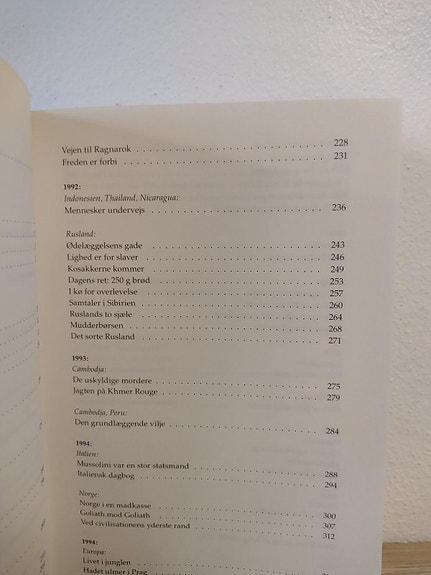 Vejen til Ragnarok . . . . . . . . . . . . . . . . . . . . . . . . . . . . 228
Freden er forbi . . . . . . . . . . . . . . . . . . . . . . . . . . . . . . 231
1992:
Indonesien, Thailand, Nicaragua:
Mennesker undervejs . . . . . . . . . . . . . . . . . . . . . . . . . . 236
Rusland:
Ødelæggelsens gade . . . . . . . . . . . . . . . . . . . . . . . . . . 243
Lighed er for slaver . . . . . . . . . . . . . . . . . . . . . . . . . . . 246
Kosakkerne kommer . . . . . . . . . . . . . . . . . . . . . . . . . . 249
Dagens ret: 250 g brød . . . . . . . . . . . . . . . . . . . . . . . . . 253
I kø for overlevelse . . . . . . . . . . . . . . . . . . . . . . . . . . . 257
Samtaler i Sibirien . . . . . . . . . . . . . . . . . . . . . . . . . . . . 260
Ruslands to sjæle . . . . . . . . . . . . . . . . . . . . . . . . . . . . 264
Mudderbørsen . . . . . . . . . . . . . . . . . . . . . . . . . . . . . . 268
Det sorte Rusland . . . . . . . . . . . . . . . . . . . . . . . . . . . . 271
1993:
Cambodja:
De uskyldige mordere . . . . . . . . . . . . . . . . . . . . . . . . . 275
Jagten på Khmer Rouge . . . . . . . . . . . . . . . . . . . . . . . . 279
Cambodja, Peru:
Den grundlæggende vilje . . . . . . . . . . . . . . . . . . . . . . . 284
1994:
Italien:
Mussolini var en stor statsmand . . . . . . . . . . . . . . . . . . 288
Italiensk dagbog . . . . . . . . . . . . . . . . . . . . . . . . . . . . . 294
Norge:
Norge i en madkasse . . . . . . . . . . . . . . . . . . . . . . . . . . 300
Goliath mod Goliath . . . . . . . . . . . . . . . . . . . . . . . . . . 307
Ved civilisationens yderste rand . . . . . . . . . . . . . . . . . . 312
1994:
Europa:
Livet i junglen
Hadet ulmer i Prag